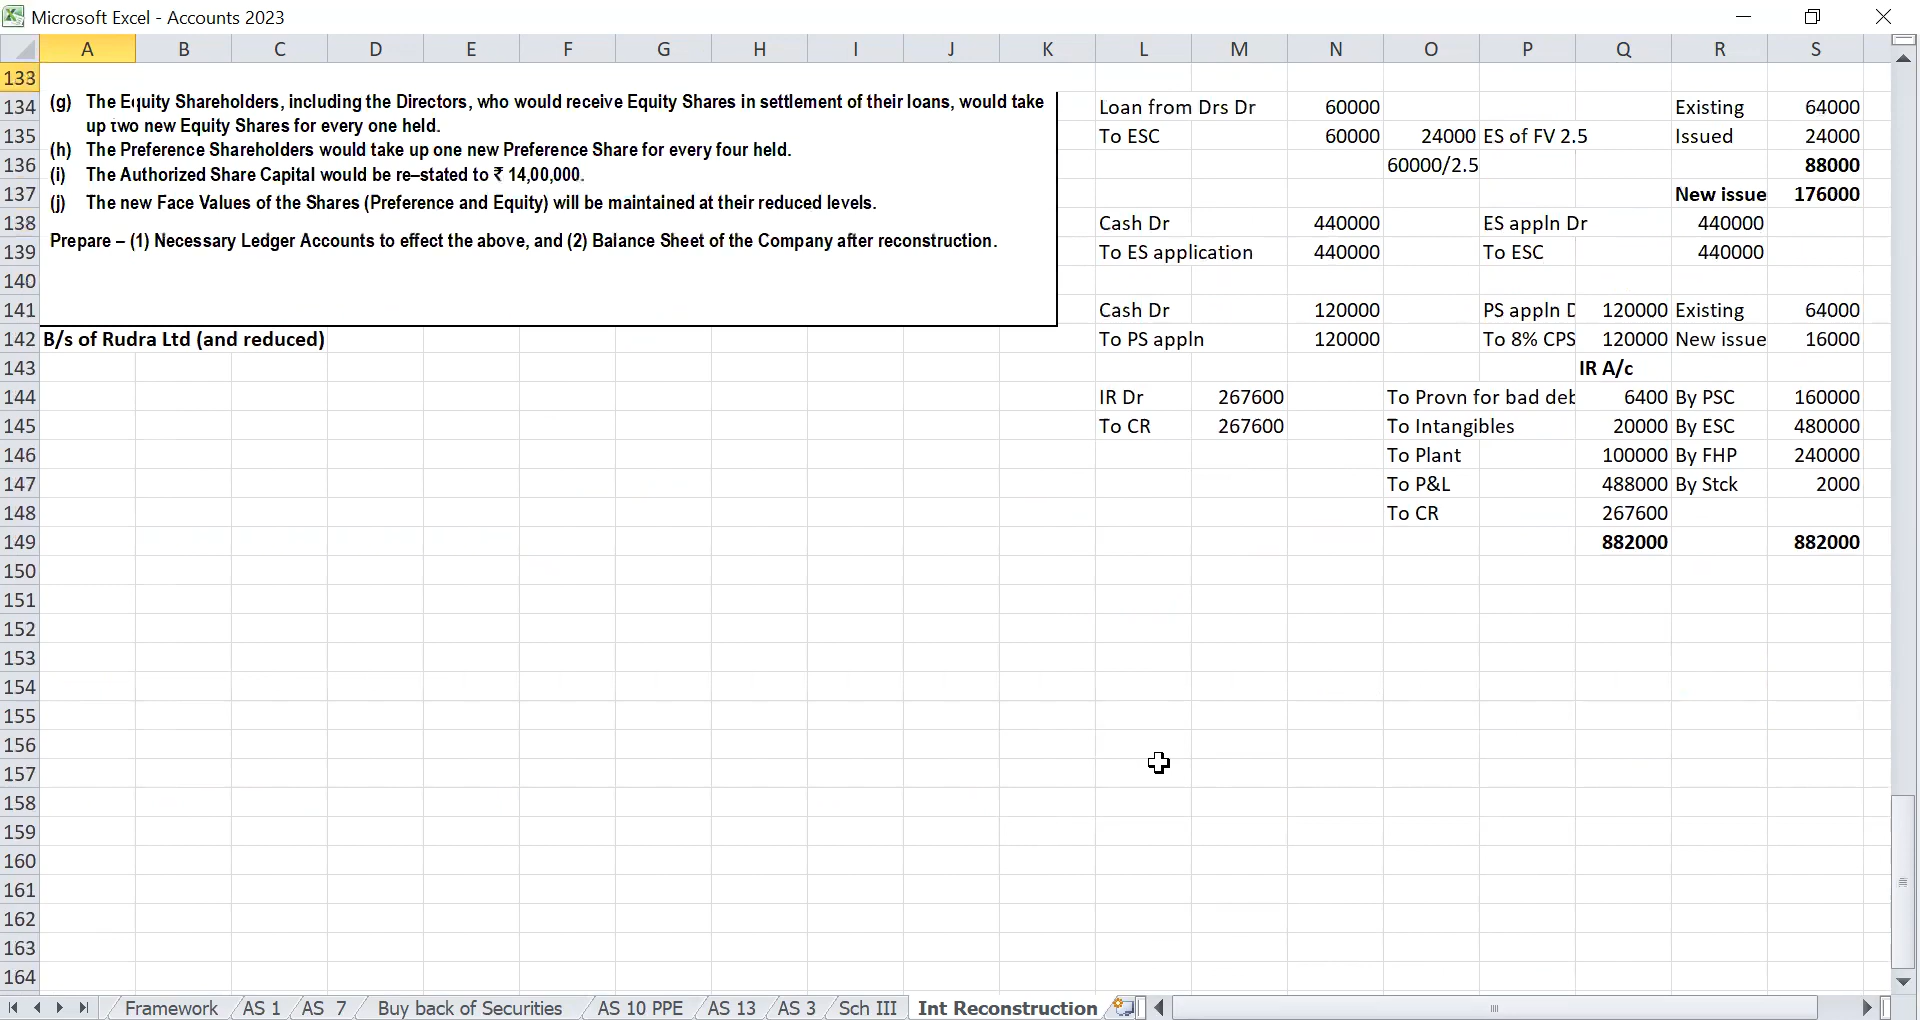 Microsoft Excel - Accounts 2023
A B C D E F G H I J K L M N O P Q R S
133
134 (g) The Equity Shareholders, including the Directors, who would receive Equity Shares in settlement of their loans, would take Loan from Drs Dr 60000 Existing 64000
135 up two new Equity Shares for every one held. To ESC 60000 24000 ES of FV 2.5 Issued 24000
(h) The Preference Shareholders would take up one new Preference Share for every four held.
136 (i) The Authorized Share Capital would be re–stated to ₹ 14,00,000. 60000/2.5 88000
137 (j) The new Face Values of the Shares (Preference and Equity) will be maintained at their reduced levels. New issue 176000
138 Cash Dr 440000 ES appln Dr 440000
Prepare – (1) Necessary Ledger Accounts to effect the above, and (2) Balance Sheet of the Company after reconstruction.
139 To ES application 440000 To ESC 440000
140
141 Cash Dr 120000 PS appln D 120000 Existing 64000
142 B/s of Rudra Ltd (and reduced) To PS appln 120000 To 8% CPS 120000 New issue 16000
143 IR A/c
144 IR Dr 267600 To Provn for bad deb 6400 By PSC 160000
145 To CR 267600 To Intangibles 20000 By ESC 480000
146 To Plant 100000 By FHP 240000
147 To P&L 488000 By Stck 2000
148 To CR 267600
149 882000 882000
150
151
152
153
154
155
156
157
158
159
160
161
162
163
164
Framework AS 1 AS 7 Buy back of Securities AS 10 PPE AS 13 AS 3 Sch III Int Reconstruction